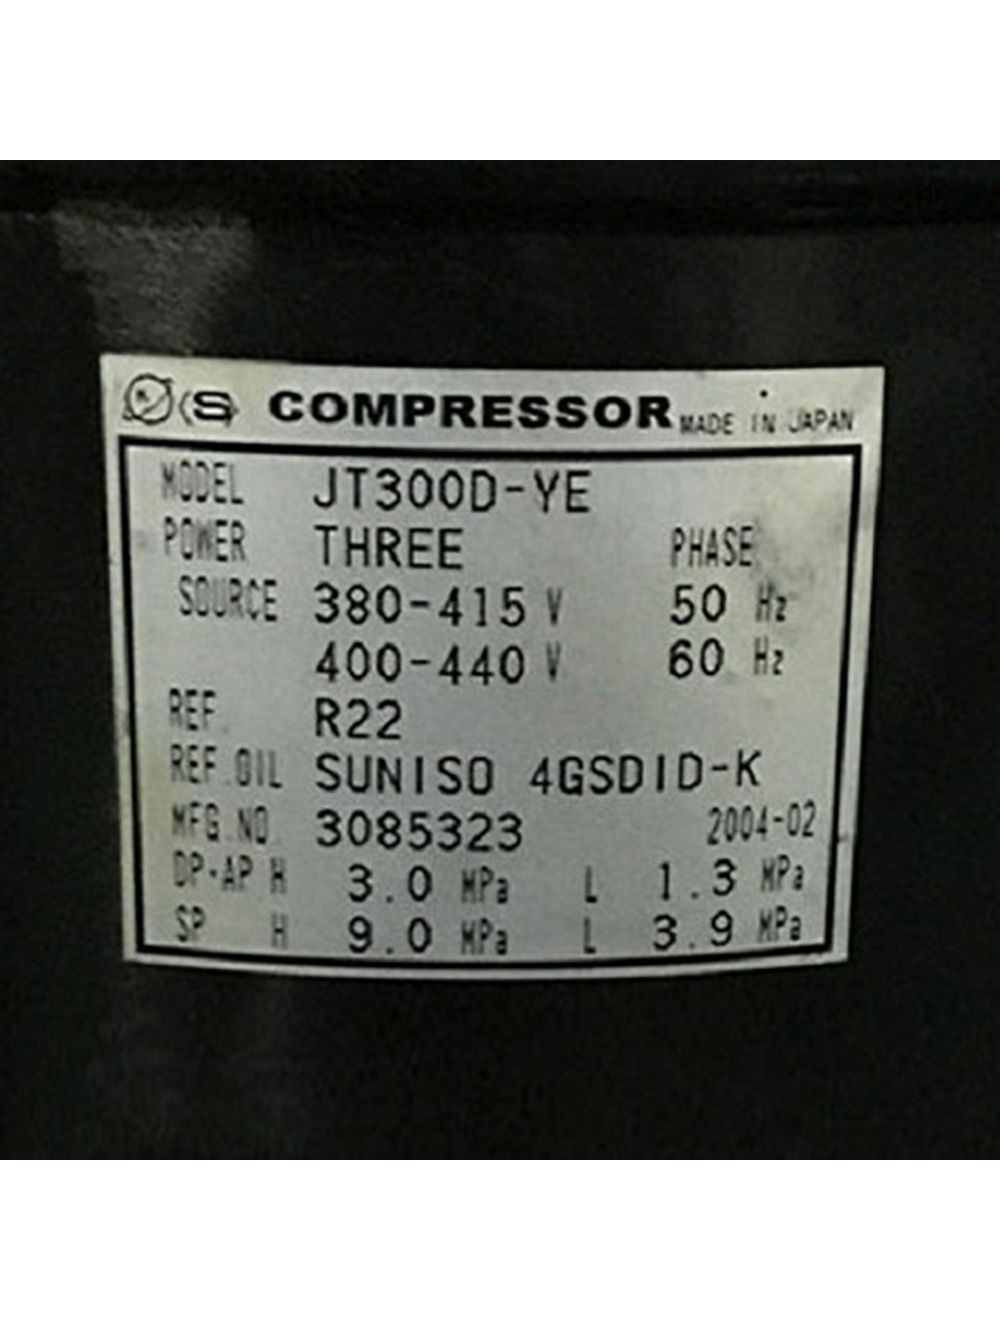 S COMPRESSOR MADE IN JAPAN
MODEL JT300D-YE
POWER THREE PHASE
SOURCE 380-415 V 50 Hz
400-440 V 60 Hz
REF. R22
REF.OIL SUNISO 4GSDID-K
MFG.NO 3085323 2004-02
DP·AP H 3.0 MPa L 1.3 MPa
SP H 9.0 MPa L 3.9 MPa